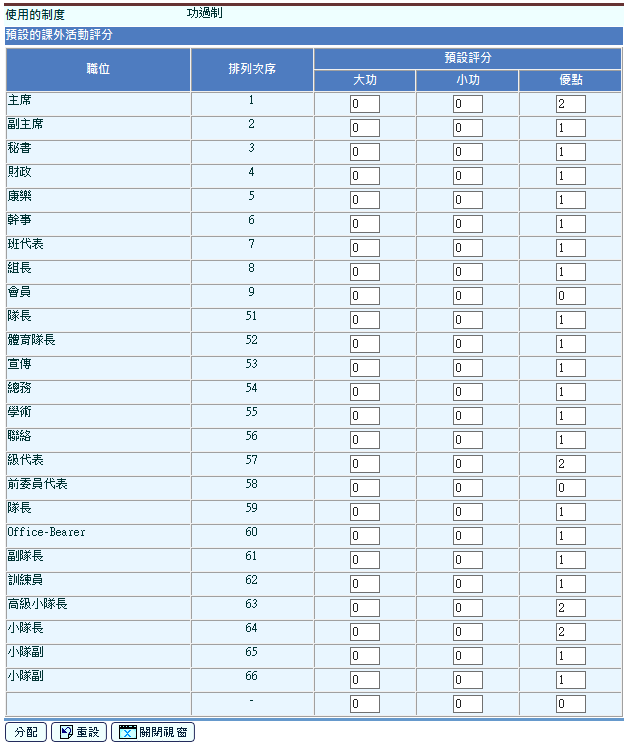 使用的制度 功過制
預設的課外活動評分
職位 排列次序 預設評分
大功 小功 優點
主席 1 0 0 2
副主席 2 0 0 1
秘書 3 0 0 1
財政 4 0 0 1
康樂 5 0 0 1
幹事 6 0 0 1
班代表 7 0 0 1
組長 8 0 0 1
會員 9 0 0 0
隊長 51 0 0 1
體育隊長 52 0 0 1
宣傳 53 0 0 1
總務 54 0 0 1
學術 55 0 0 1
聯絡 56 0 0 1
級代表 57 0 0 2
前委員代表 58 0 0 0
隊長 59 0 0 1
Office-Bearer 60 0 0 1
副隊長 61 0 0 1
訓練員 62 0 0 1
高級小隊長 63 0 0 2
小隊長 64 0 0 2
小隊副 65 0 0 1
小隊副 66 0 0 1
- 0 0 0
分配 重設 關閉視窗